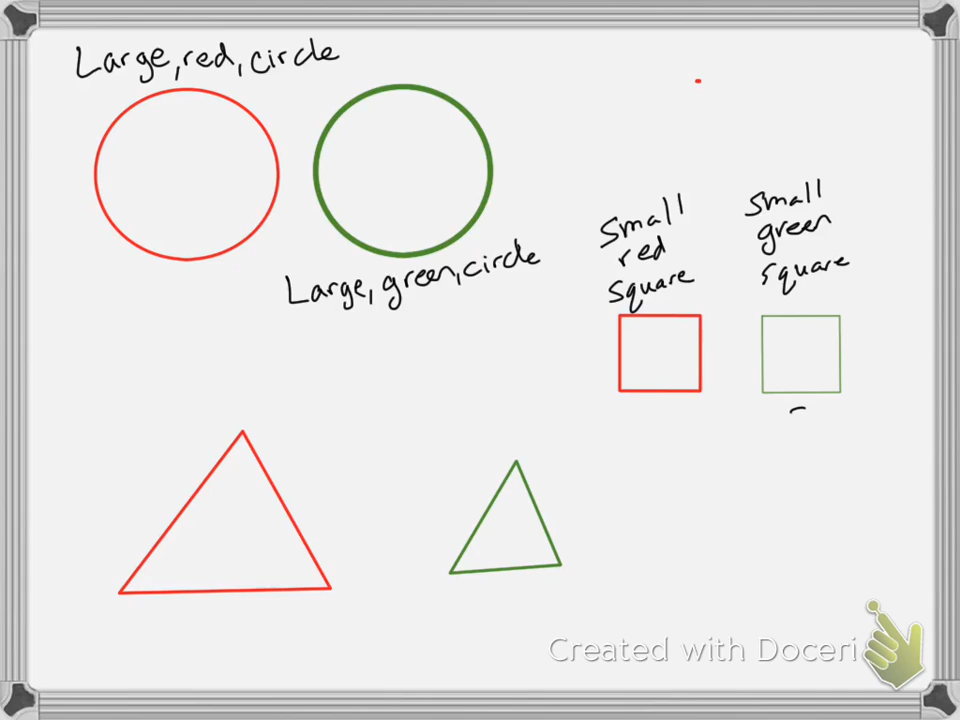 Large, red, circle
Large, green, circle
Small
red
square
Small
green
square
Created with Doceri